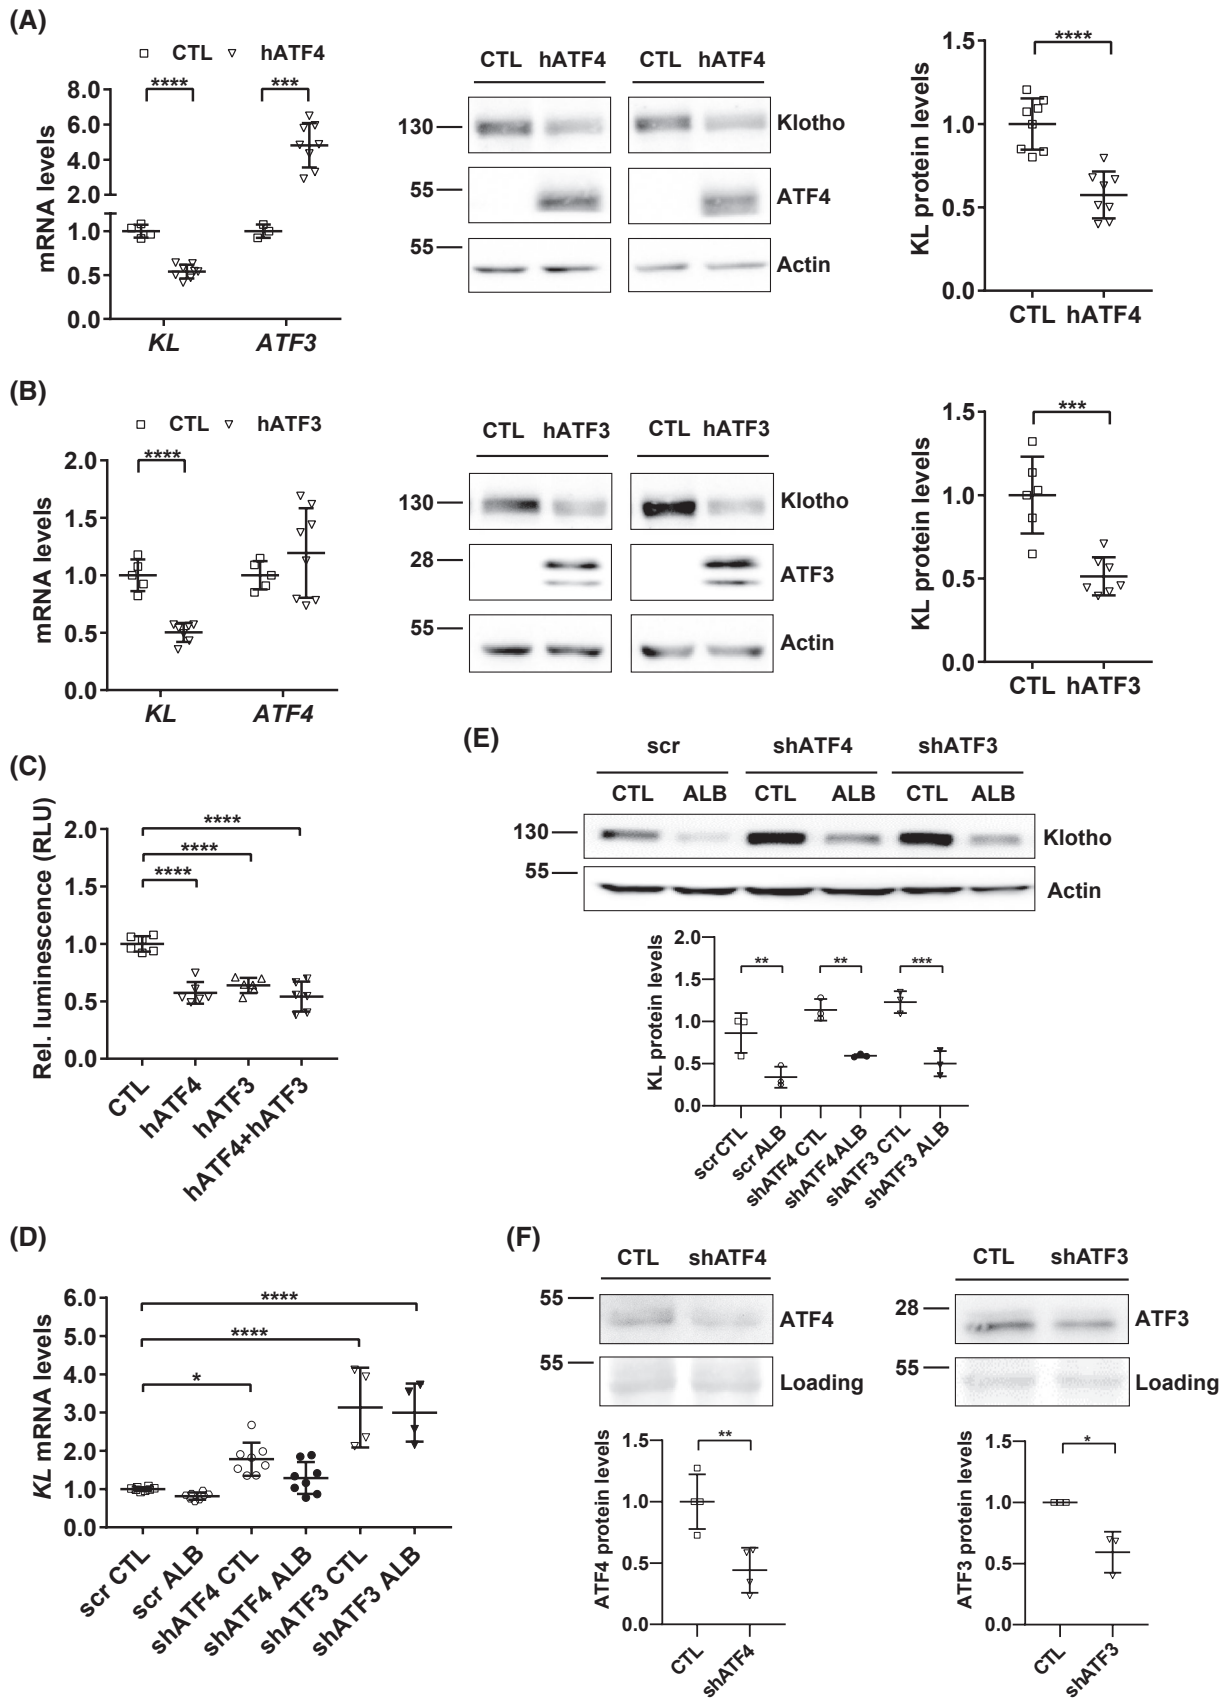 (A)
□ CTL ▽ hATF4
**** ***
8.0
6.0
4.0
2.0
1.0
0.5
0.0
mRNA levels
KL ATF3
CTL hATF4 CTL hATF4
130 Klotho
55 ATF4
55 Actin
****
1.5
1.0
0.5
0.0
KL protein levels
CTL hATF4
(B)
□ CTL ▽ hATF3
****
2.0
1.5
1.0
0.5
0.0
mRNA levels
KL ATF4
CTL hATF3 CTL hATF3
130 Klotho
28 ATF3
55 Actin
***
1.5
1.0
0.5
0.0
KL protein levels
CTL hATF3
(C)
****
****
****
2.0
1.5
1.0
0.5
0.0
Rel. luminescence (RLU)
CTL
hATF4
hATF3
hATF4+hATF3
(E)
scr shATF4 shATF3
CTL ALB CTL ALB CTL ALB
130 Klotho
55 Actin
** ** ***
2.0
1.5
1.0
0.5
0.0
KL protein levels
scr CTL
scr ALB
shATF4 CTL
shATF4 ALB
shATF3 CTL
shATF3 ALB
(D)
****
****
*
6.0
5.0
4.0
3.0
2.0
1.0
0.0
KL mRNA levels
scr CTL
scr ALB
shATF4 CTL
shATF4 ALB
shATF3 CTL
shATF3 ALB
(F)
CTL shATF4
55 ATF4
55 Loading
**
1.5
1.0
0.5
0.0
ATF4 protein levels
CTL
shATF4
CTL shATF3
28 ATF3
55 Loading
*
1.5
1.0
0.5
0.0
ATF3 protein levels
CTL
shATF3